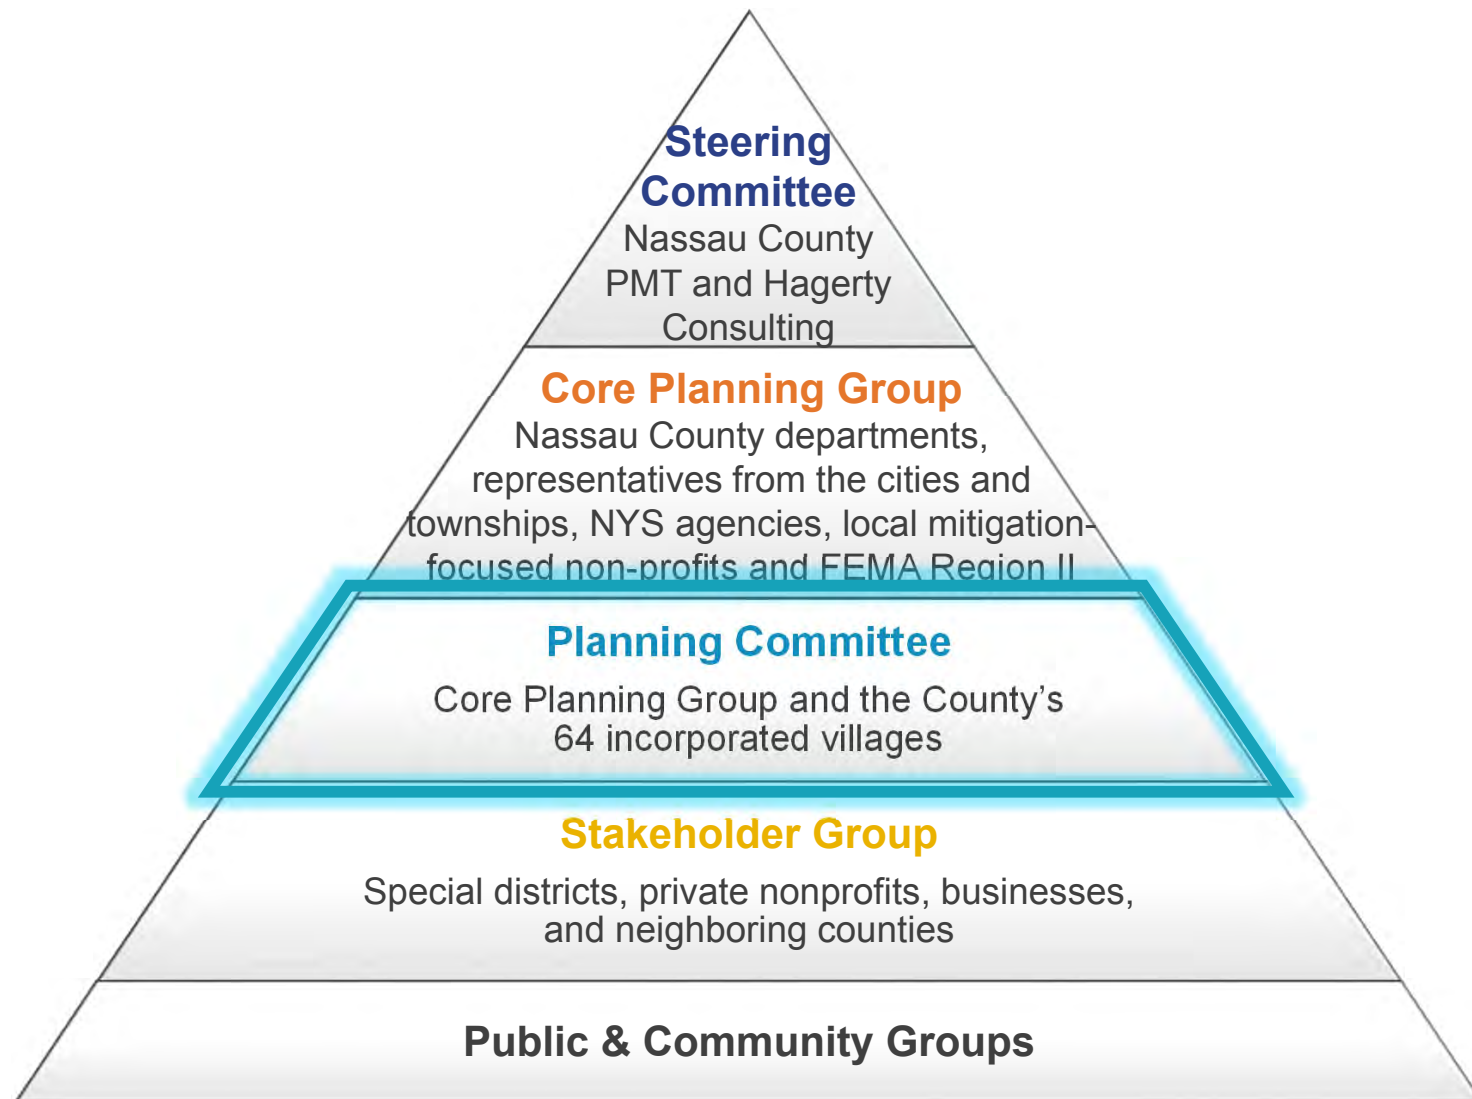 Steering
Committee
Nassau County
PMT and Hagerty
Consulting
Core Planning Group
Nassau County departments,
representatives from the cities and
townships, NYS agencies, local mitigation-
focused non-profits and FEMA Region II
Planning Committee
Core Planning Group and the County’s
64 incorporated villages
Stakeholder Group
Special districts, private nonprofits, businesses,
and neighboring counties
Public & Community Groups